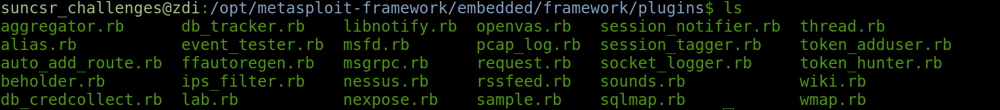 suncsr_challenges@zdi:/opt/metasploit-framework/embedded/framework/plugins$ ls
aggregator.rb db_tracker.rb libnotify.rb openvas.rb session_notifier.rb thread.rb
alias.rb event_tester.rb msfd.rb pcap_log.rb session_tagger.rb token_adduser.rb
auto_add_route.rb ffautoregen.rb msgrpc.rb request.rb socket_logger.rb token_hunter.rb
beholder.rb ips_filter.rb nessus.rb rssfeed.rb sounds.rb wiki.rb
db_credcollect.rb lab.rb nexpose.rb sample.rb sqlmap.rb wmap.rb